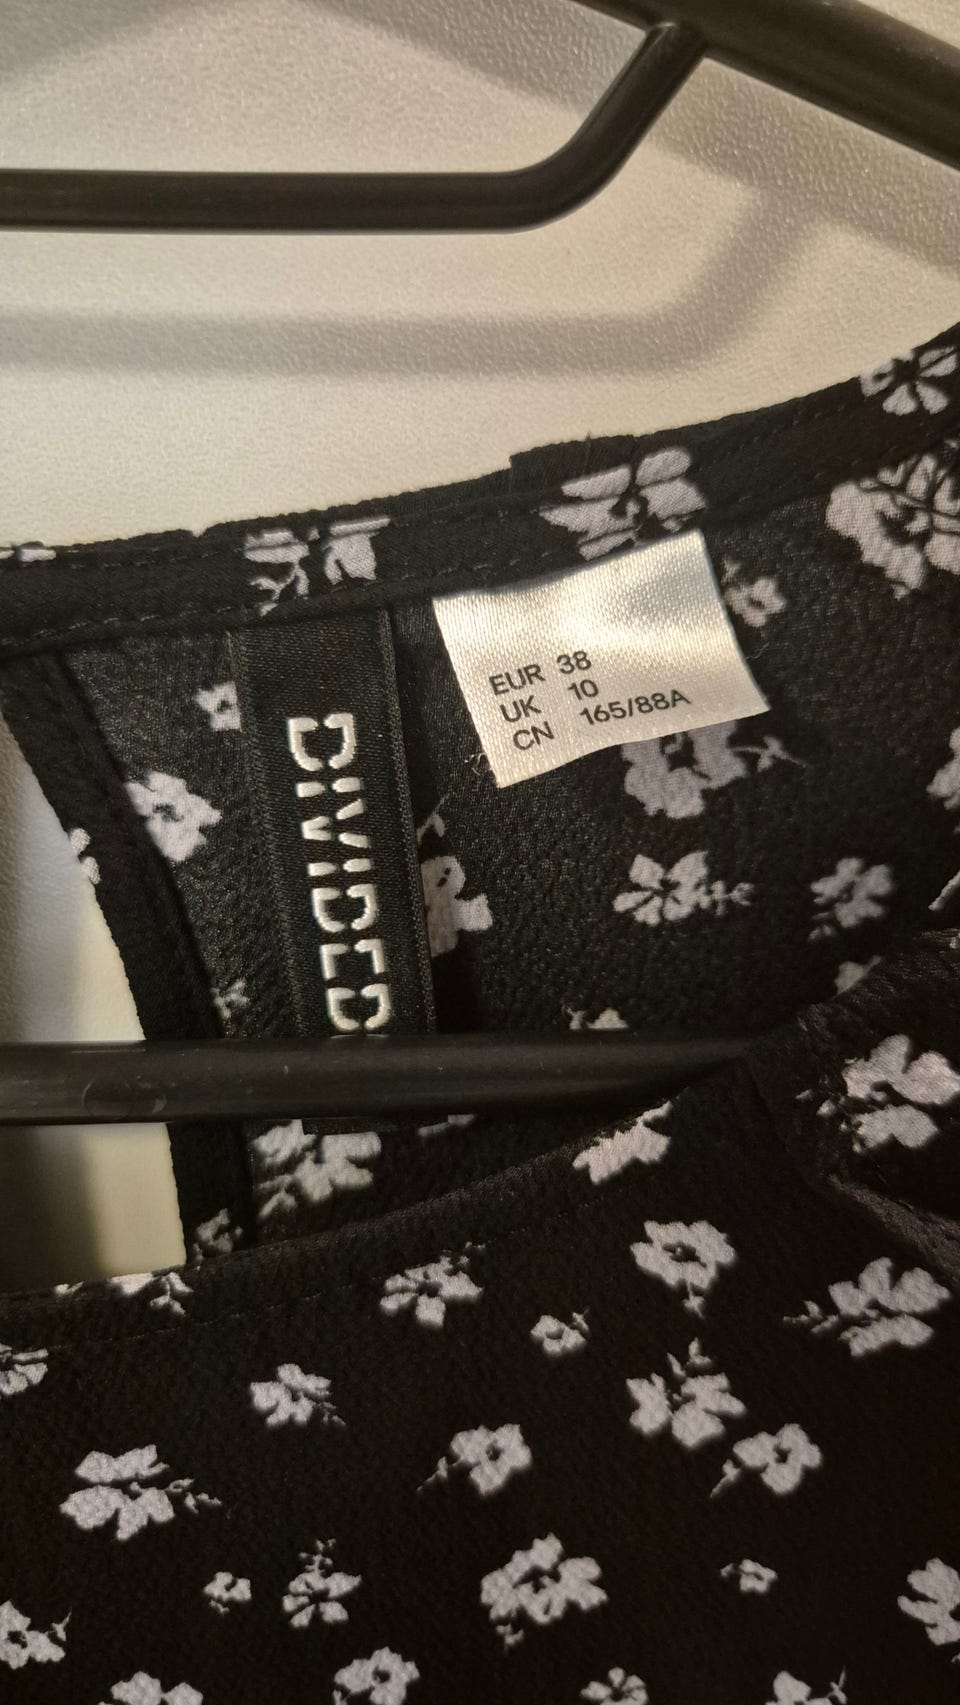 DIVIDED
EUR 38
UK 10
CN 165/88A